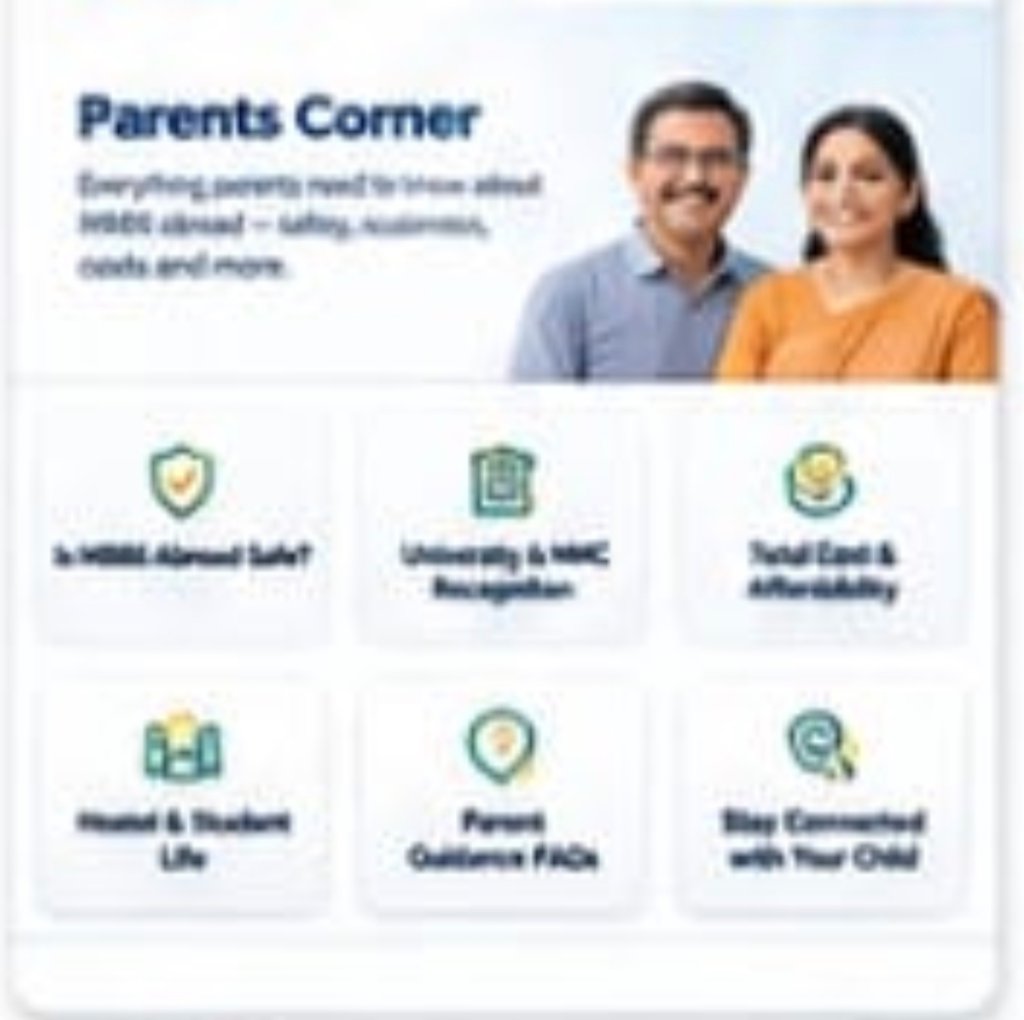 Parents Corner
Everything parents need to know about
MBBS abroad – safety,
costs and more.
Is MBBS Abroad Safe?
University & NMC
Recognition
Total Cost &
Affordability
Hostel & Student
Life
Parent
Guidance FAQs
Stay Connected
with Your Child